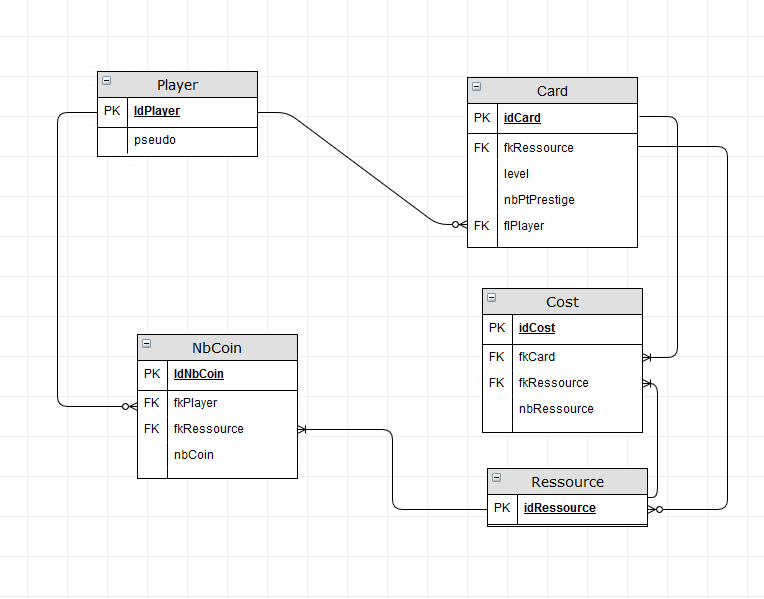 Player
PK IdPlayer
pseudo
Card
PK idCard
FK fkRessource
level
nbPtPrestige
FK flPlayer
Cost
PK idCost
FK fkCard
FK fkRessource
nbRessource
NbCoin
PK IdNbCoin
FK fkPlayer
FK fkRessource
nbCoin
Ressource
PK idRessource